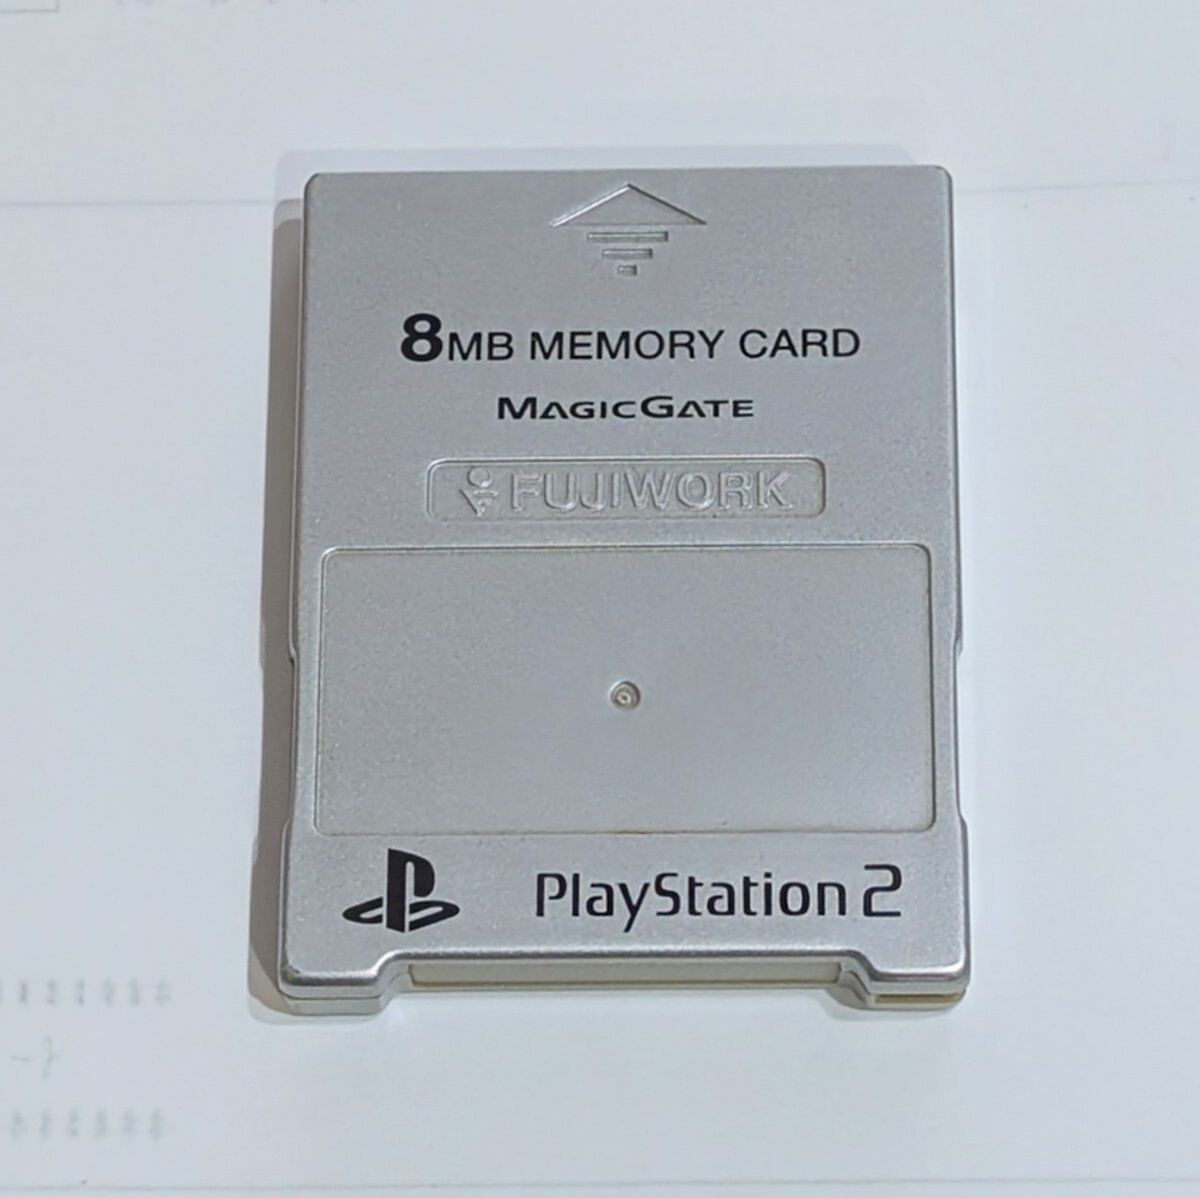 8MB MEMORY CARD
MAGICGATE
FUJIWORK
PlayStation 2